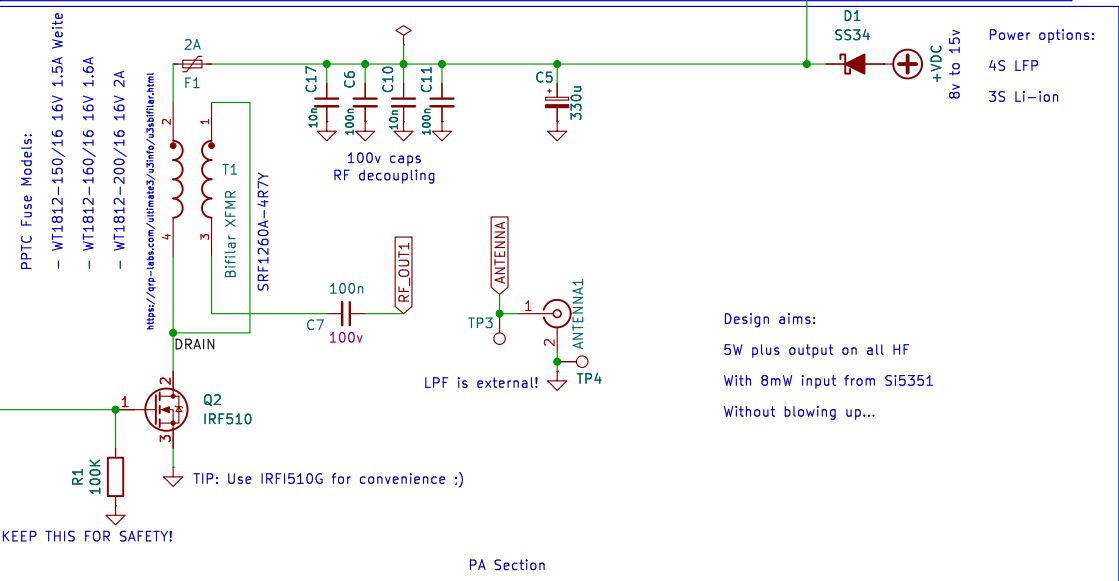 PPTC Fuse Models:
- WT1812-150/16 16V 1.5A Weite
- WT1812-160/16 16V 1.6A
- WT1812-200/16 16V 2A
https://qrp-labs.com/ultimate3/u3info/u3sbifilar.html
2A
F1
2
1
4
3
T1
Bifilar XFMR
SRF1260A-4R7Y
C17
10n
C6
100n
C10
10n
C11
100n
100v caps
RF decoupling
C5
+
330u
D1
SS34
+VDC
8v to 15v
Power options:
4S LFP
3S Li-ion
100n
C7
100v
RF_OUT1
ANTENNA
TP3
1
2
ANTENNA1
TP4
LPF is external!
Design aims:
5W plus output on all HF
With 8mW input from Si5351
Without blowing up...
DRAIN
2
1
3
Q2
IRF510
R1
100K
TIP: Use IRFI510G for convenience ;)
KEEP THIS FOR SAFETY!
PA Section